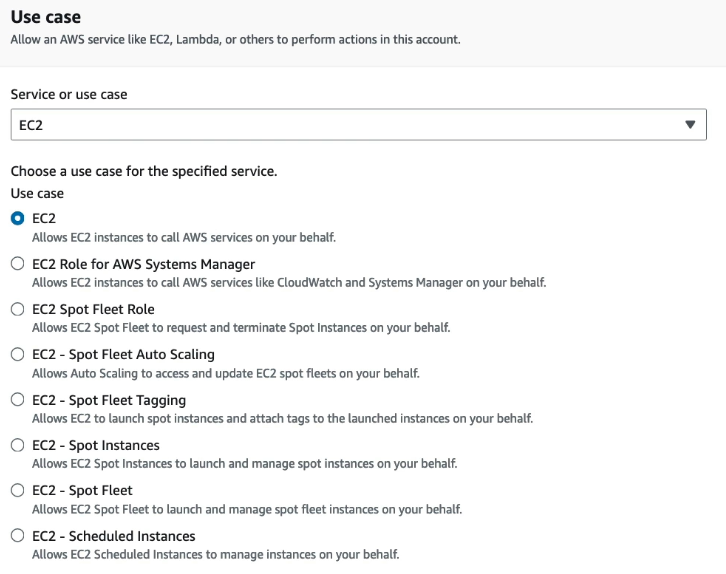 Use case
Allow an AWS service like EC2, Lambda, or others to perform actions in this account.
Service or use case
EC2
Choose a use case for the specified service.
Use case
EC2
Allows EC2 instances to call AWS services on your behalf.
EC2 Role for AWS Systems Manager
Allows EC2 instances to call AWS services like CloudWatch and Systems Manager on your behalf.
EC2 Spot Fleet Role
Allows EC2 Spot Fleet to request and terminate Spot Instances on your behalf.
EC2 - Spot Fleet Auto Scaling
Allows Auto Scaling to access and update EC2 spot fleets on your behalf.
EC2 - Spot Fleet Tagging
Allows EC2 to launch spot instances and attach tags to the launched instances on your behalf.
EC2 - Spot Instances
Allows EC2 Spot Instances to launch and manage spot instances on your behalf.
EC2 - Spot Fleet
Allows EC2 Spot Fleet to launch and manage spot fleet instances on your behalf.
EC2 - Scheduled Instances
Allows EC2 Scheduled Instances to manage instances on your behalf.